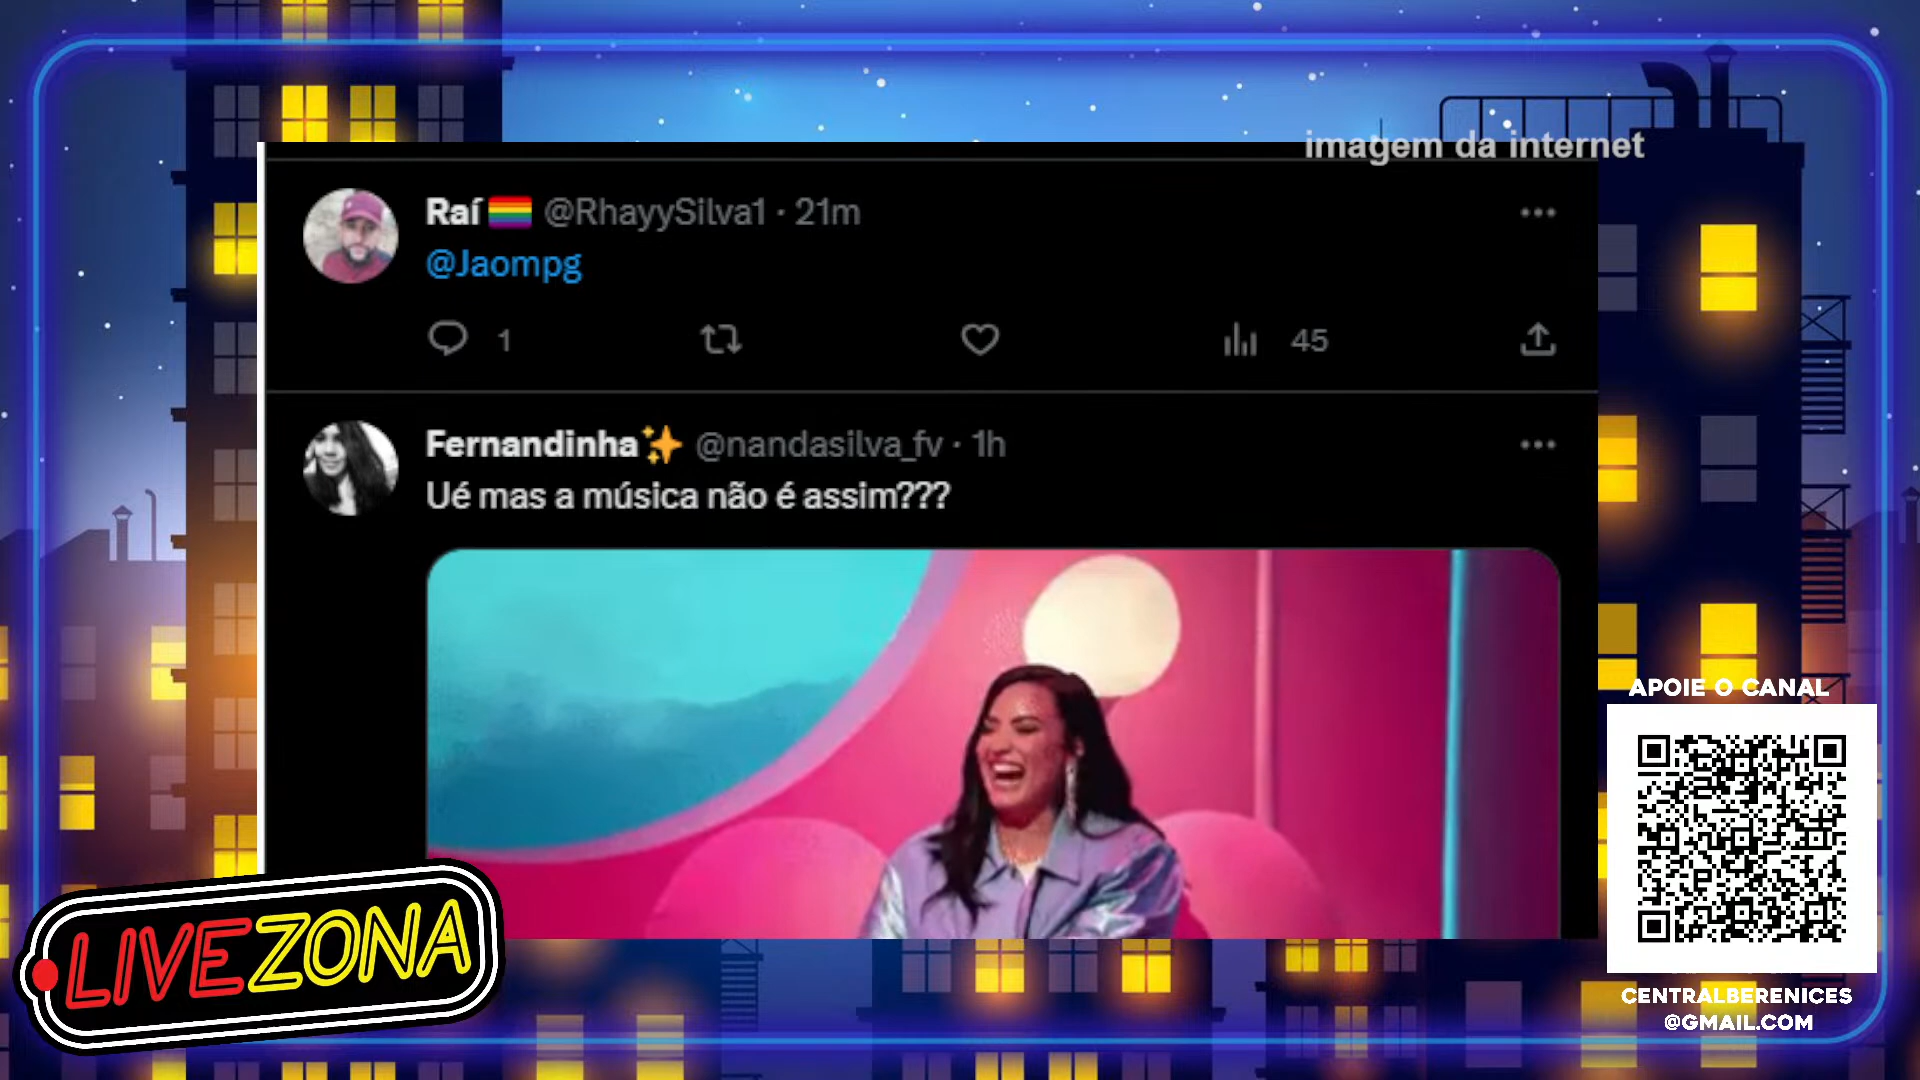 imagem da internet
Raí @RhayySilva1 · 21m
@Jaompg
1
45
Fernandinha @nandasilva_fv · 1h
Ué mas a música não é assim???
APOIE O CANAL
LIVEZONA
CENTRALBERENICES
@GMAIL.COM